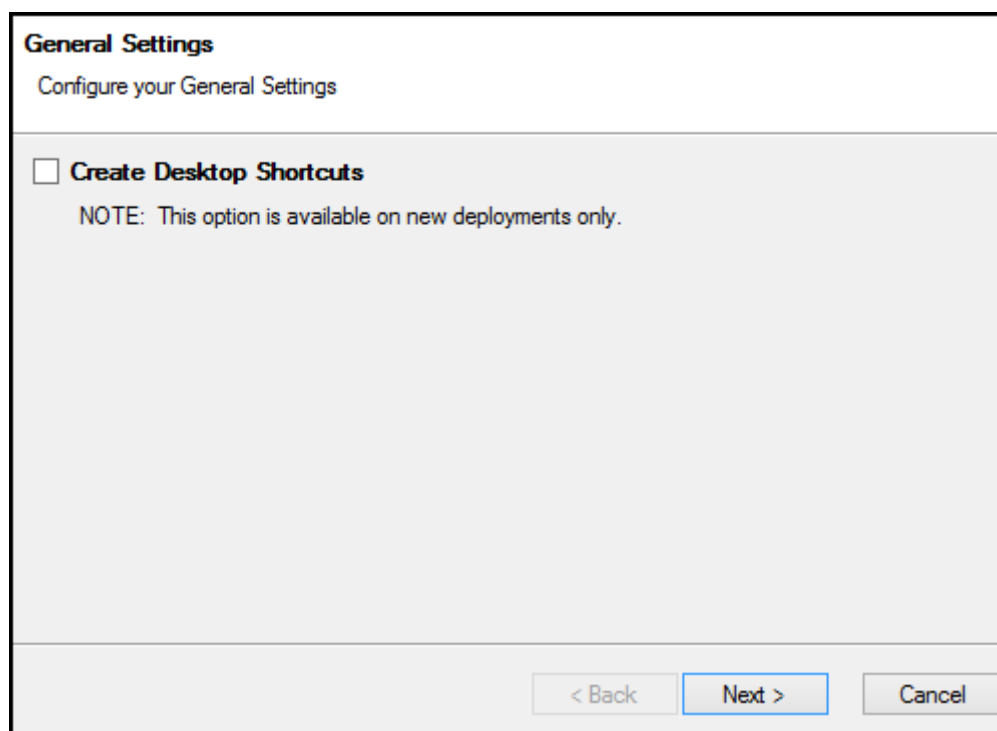 General Settings
Configure your General Settings
Create Desktop Shortcuts
NOTE:  This option is available on new deployments only.
< Back
Next >
Cancel